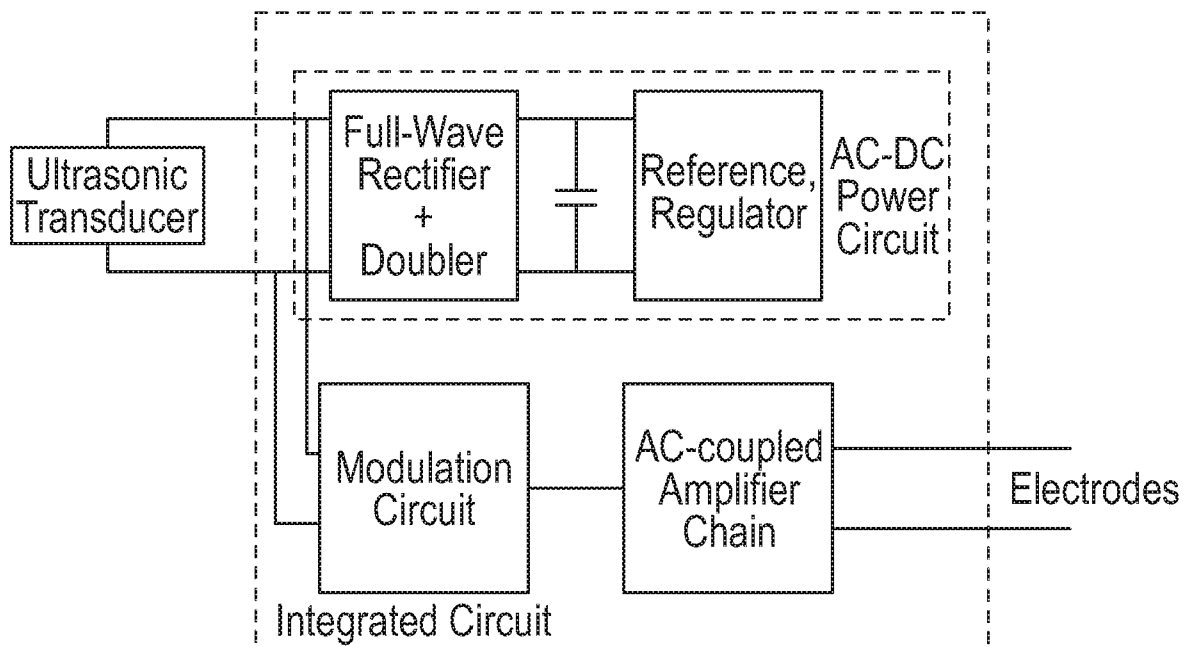 Ultrasonic
Transducer
Full-Wave
Rectifier
+
Doubler
Reference,
Regulator
AC-DC
Power
Circuit
Modulation
Circuit
AC-coupled
Amplifier
Chain
Electrodes
Integrated Circuit